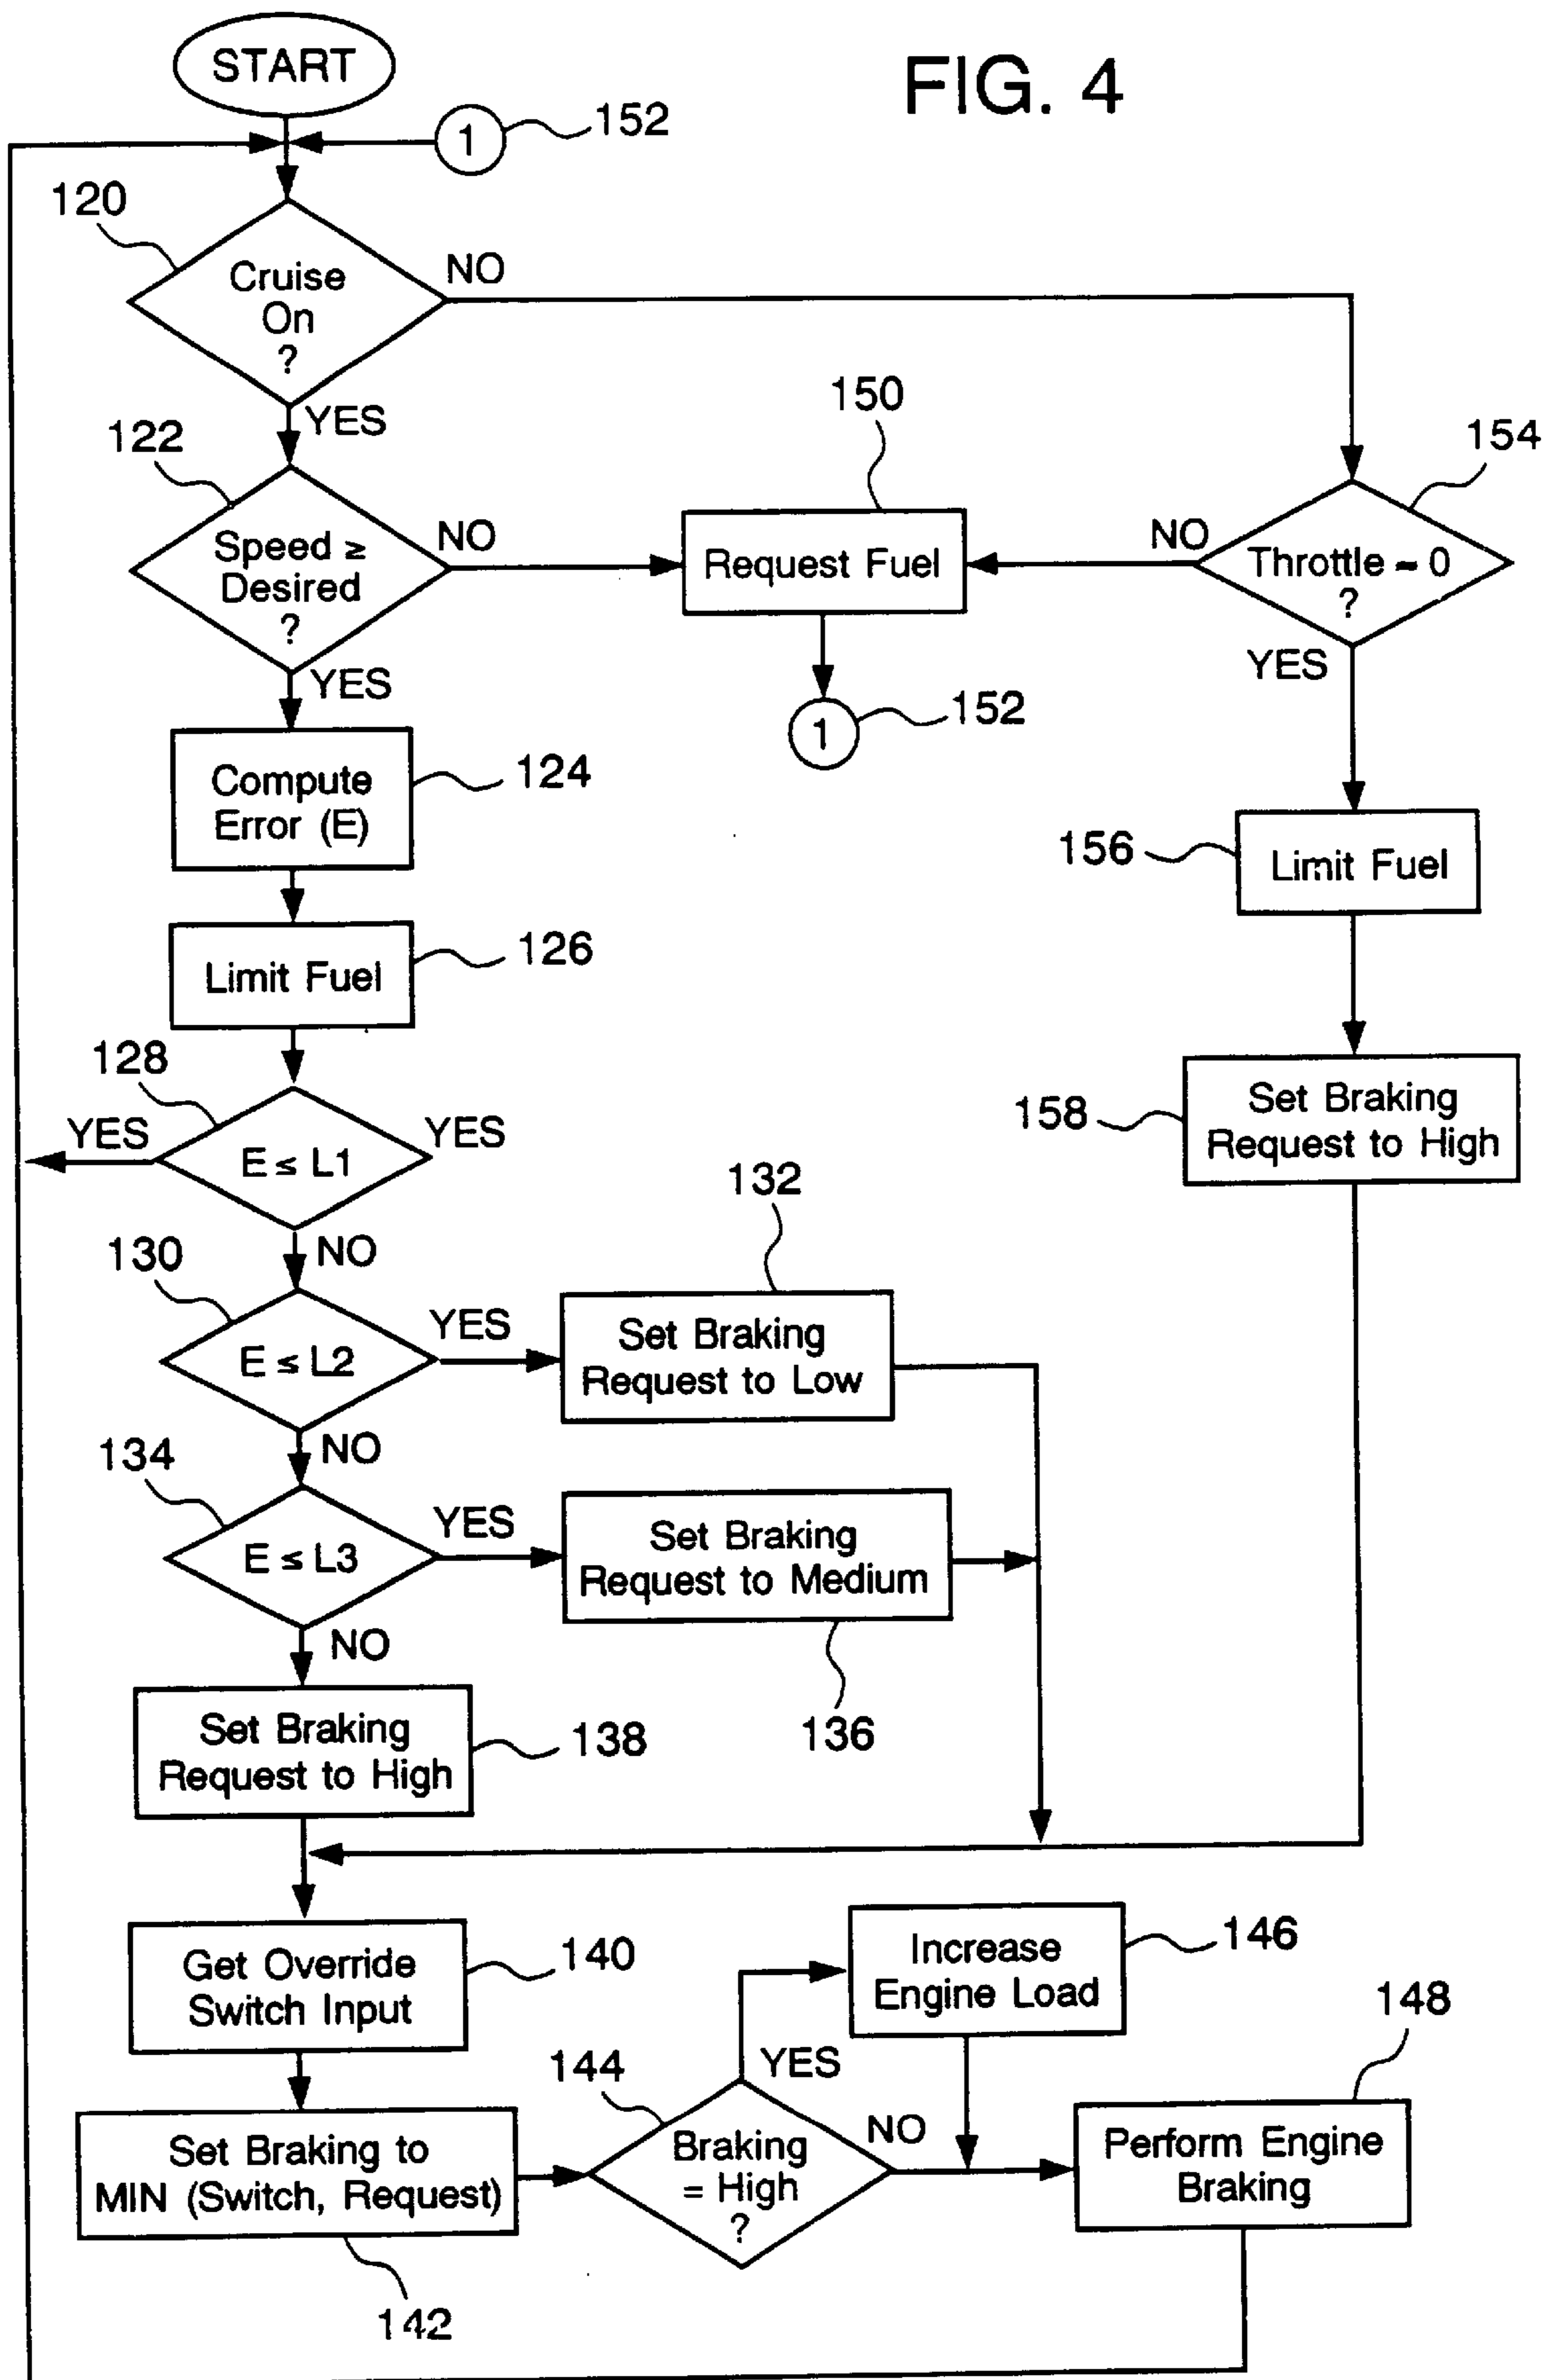 FIG. 4
START
1
152
120
Cruise
On
?
NO
YES
122
Speed ≥
Desired
?
NO
YES
150
Request Fuel
1
152
154
Throttle ≈ 0
?
NO
YES
124
Compute
Error (E)
156
Limit Fuel
126
Limit Fuel
158
Set Braking
Request to High
128
YES
E ≤ L1
YES
NO
130
E ≤ L2
YES
NO
132
Set Braking
Request to Low
134
E ≤ L3
YES
NO
Set Braking
Request to Medium
136
Set Braking
Request to High
138
Get Override
Switch Input
140
Increase
Engine Load
146
Set Braking to
MIN (Switch, Request)
142
144
Braking
= High
?
YES
NO
148
Perform Engine
Braking